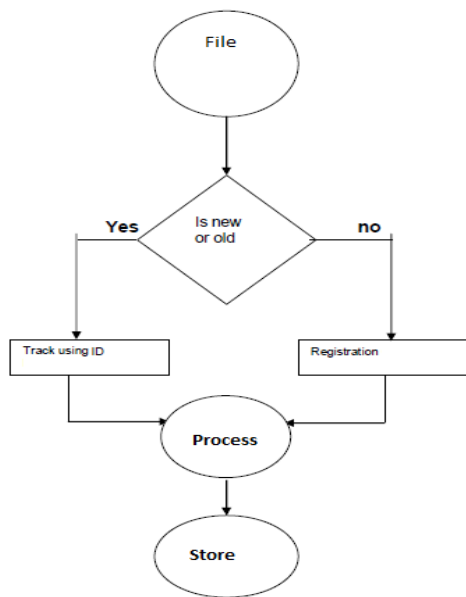 File
Is new
or old
Yes
no
Track using ID
Registration
Process
Store